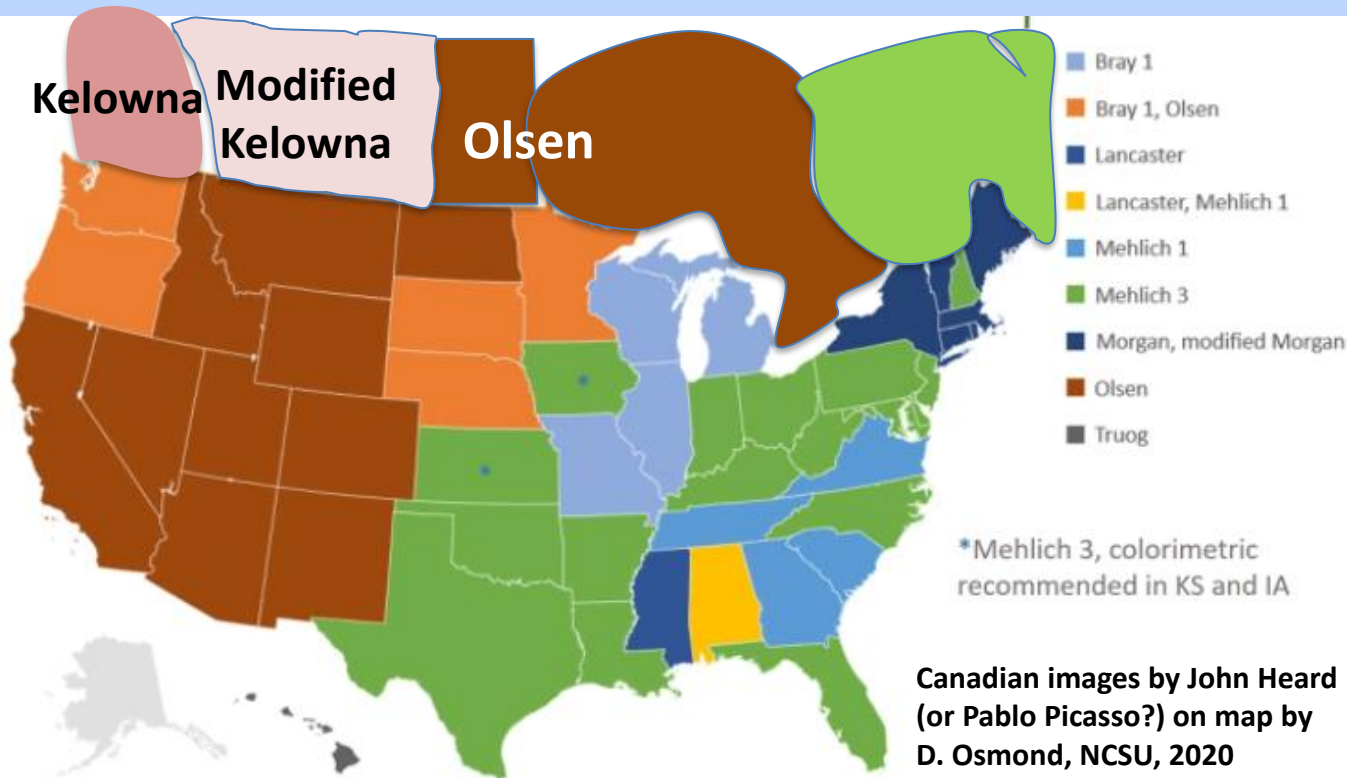 Kelowna
Modified
Kelowna
Olsen
Bray 1
Bray 1, Olsen
Lancaster
Lancaster, Mehlich 1
Mehlich 1
Mehlich 3
Morgan, modified Morgan
Olsen
Truog
*Mehlich 3, colorimetric
recommended in KS and IA
Canadian images by John Heard
(or Pablo Picasso?) on map by
D. Osmond, NCSU, 2020